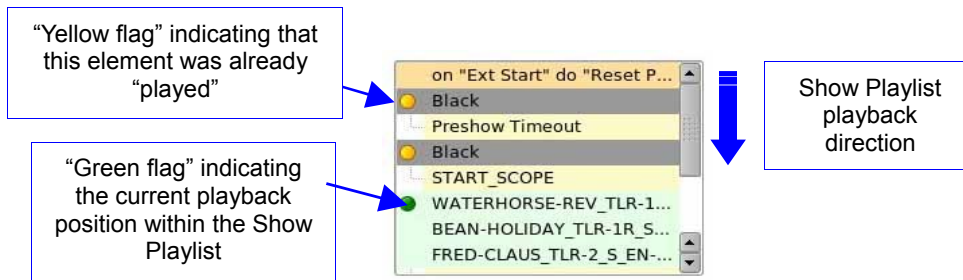 “Yellow flag” indicating that
this element was already
“played”
“Green flag” indicating
the current playback
position within the Show
Playlist
on "Ext Start" do "Reset P...
Black
Preshow Timeout
Black
START_SCOPE
WATERHORSE-REV_TLR-1...
BEAN-HOLIDAY_TLR-1R_S...
FRED-CLAUS_TLR-2_S_EN-...
Show Playlist
playback
direction